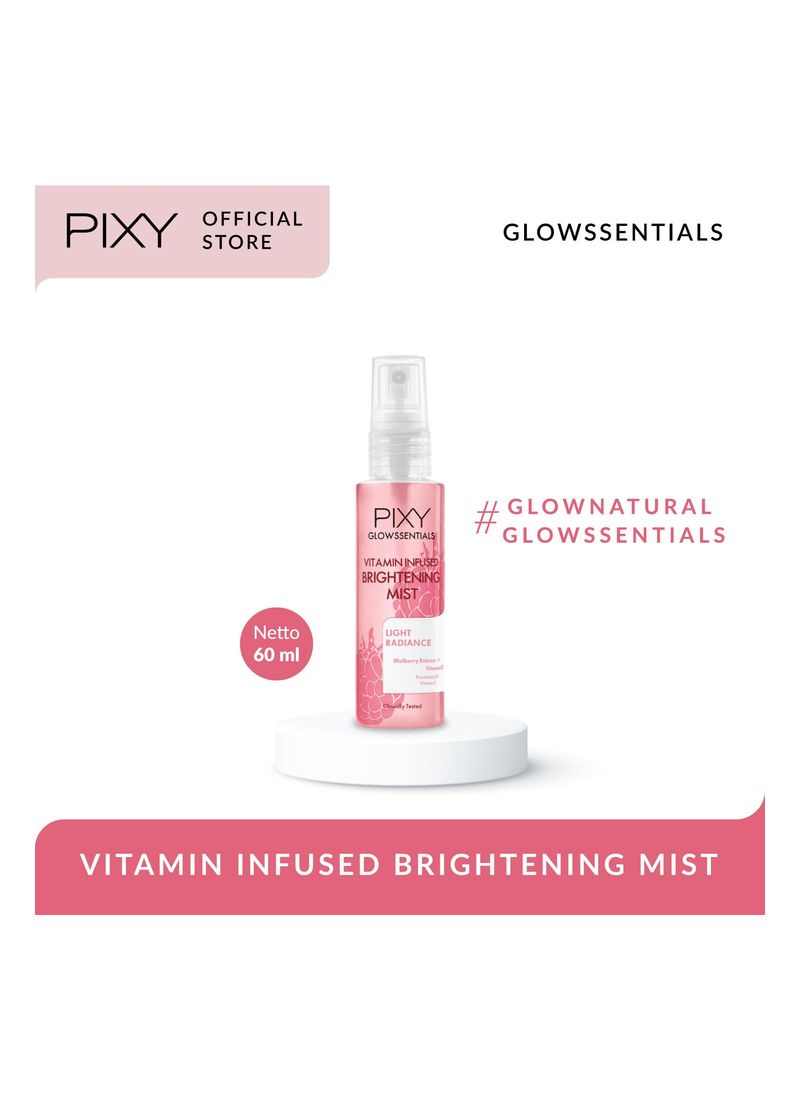 PIXY
OFFICIAL
STORE
GLOWSSENTIALS
PIXY
GLOWSSENTIALS
VITAMIN INFUSED
BRIGHTENING
MIST
LIGHT
RADIANCE
Mulberry Extract +
Clinically Tested
#GLOWNATURAL
GLOWSSENTIALS
Netto
60 ml
VITAMIN INFUSED BRIGHTENING MIST